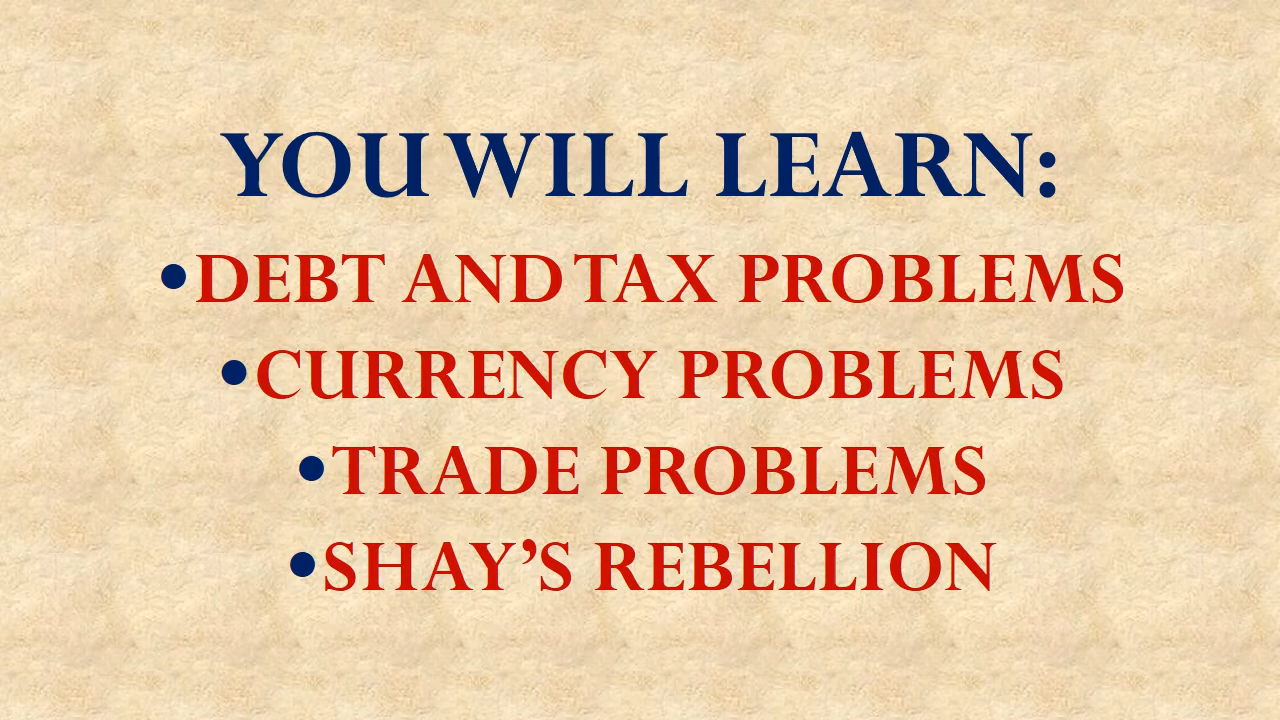 YOU WILL LEARN:
•DEBT AND TAX PROBLEMS
•CURRENCY PROBLEMS
•TRADE PROBLEMS
•SHAY’S REBELLION